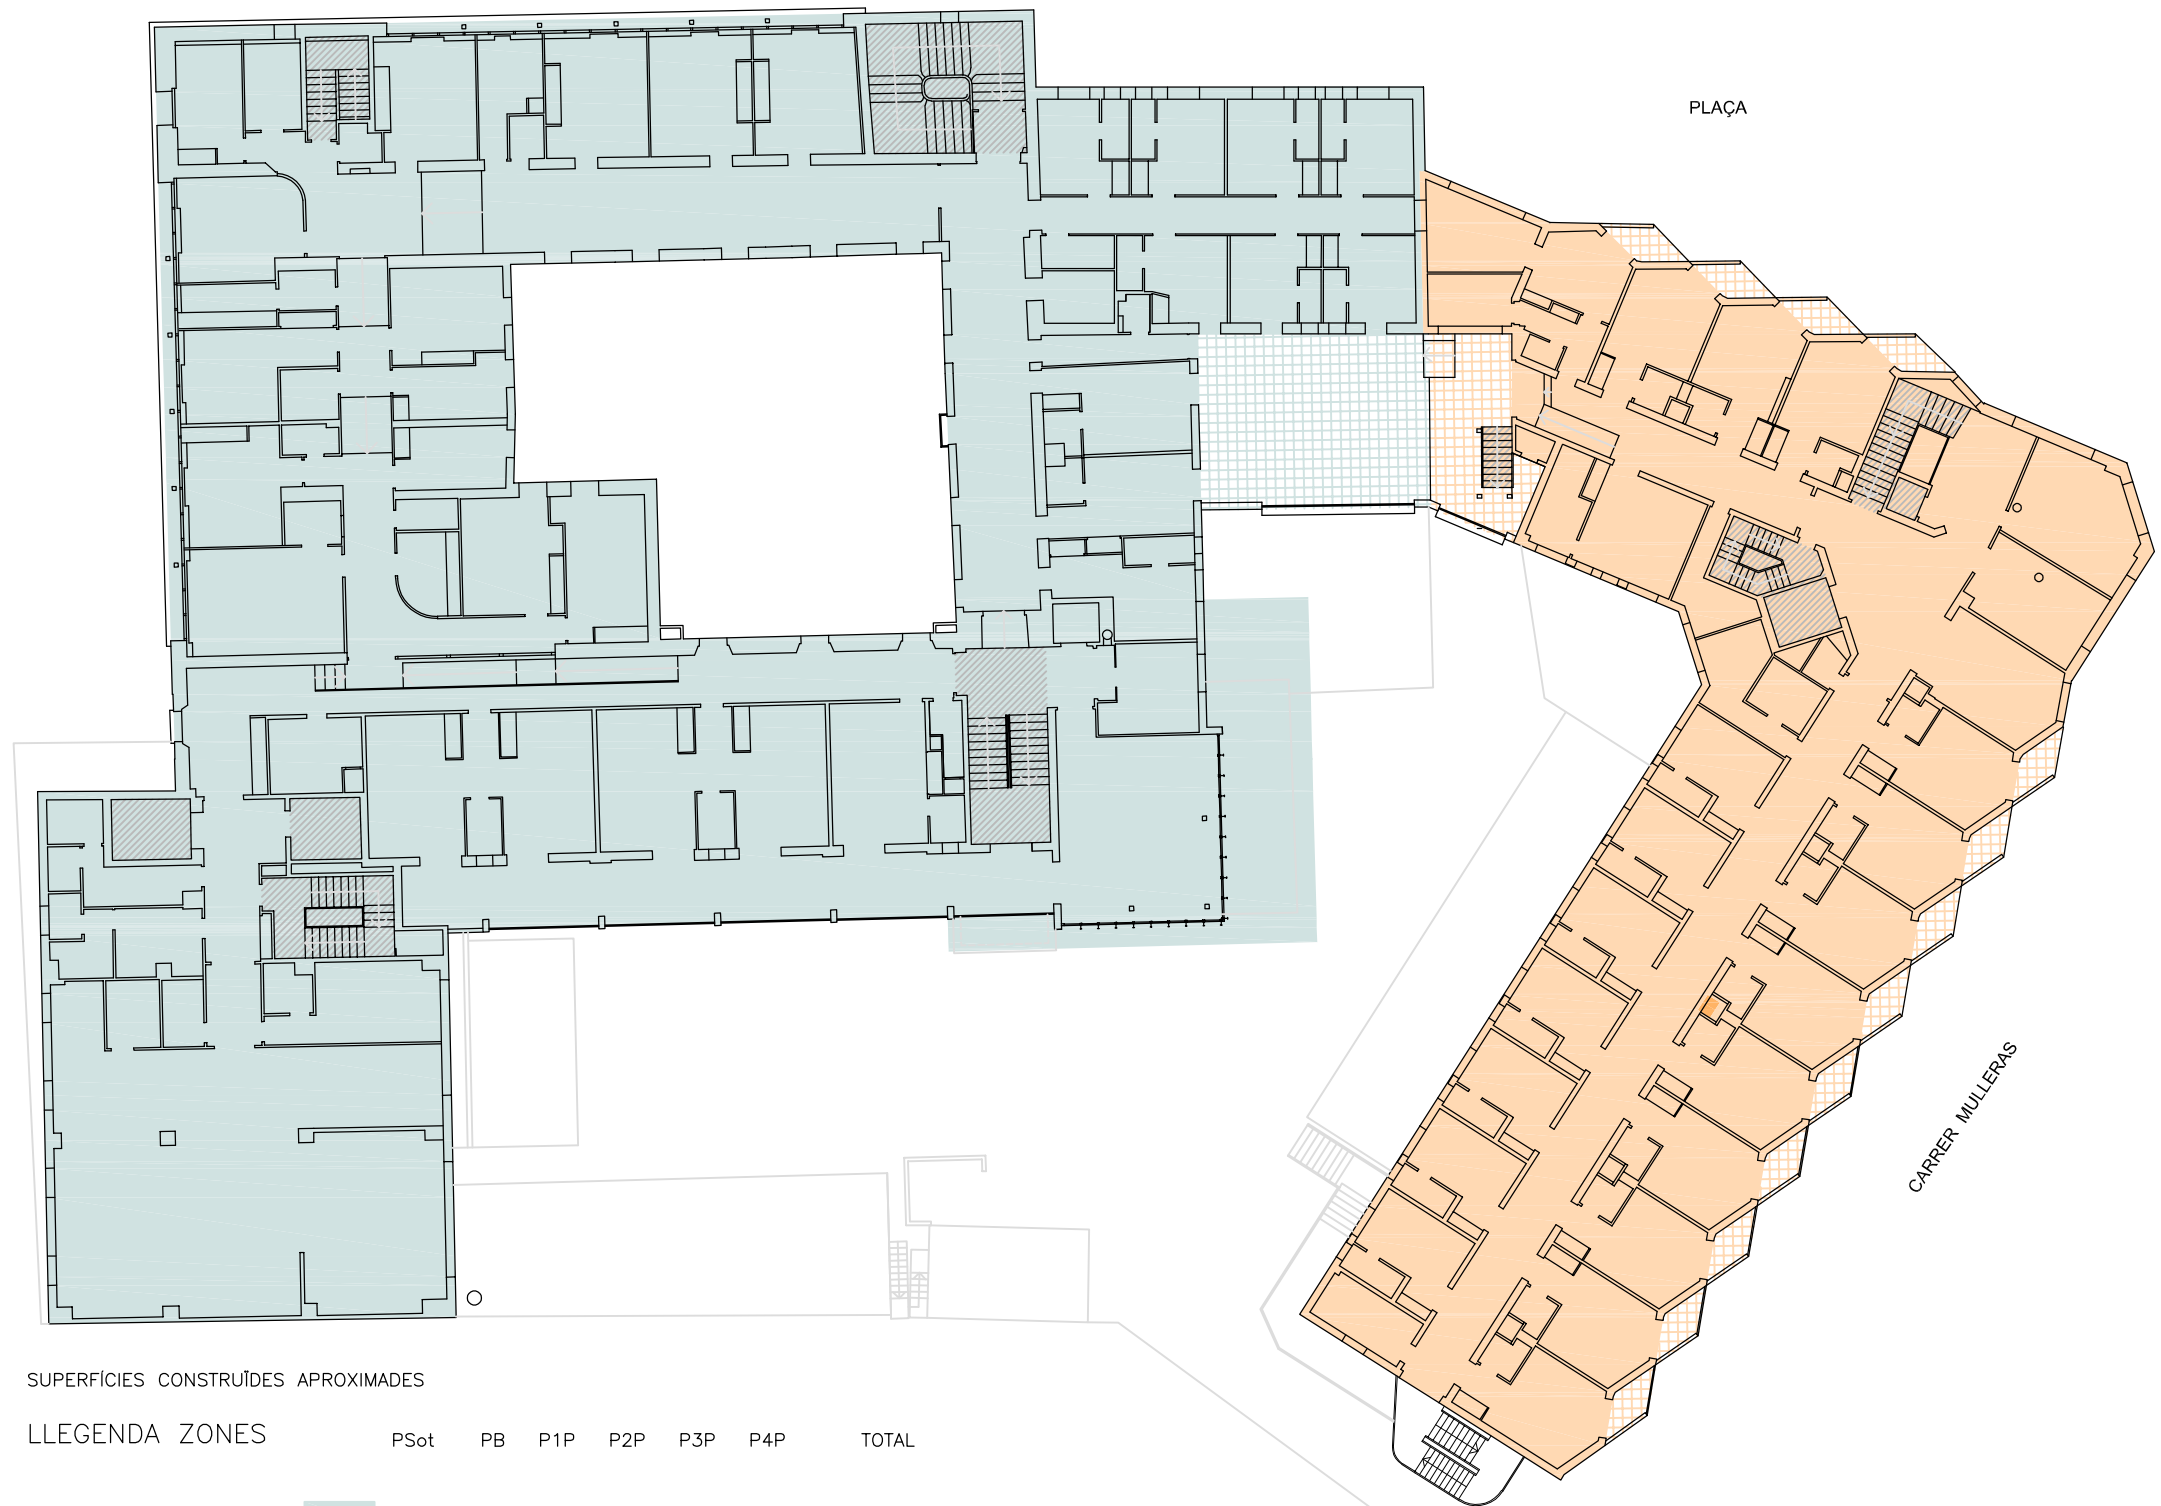 PLAÇA
CARRER MULLERAS
SUPERFÍCIES CONSTRUÏDES APROXIMADES
LLEGENDA ZONES PSot PB P1P P2P P3P P4P TOTAL